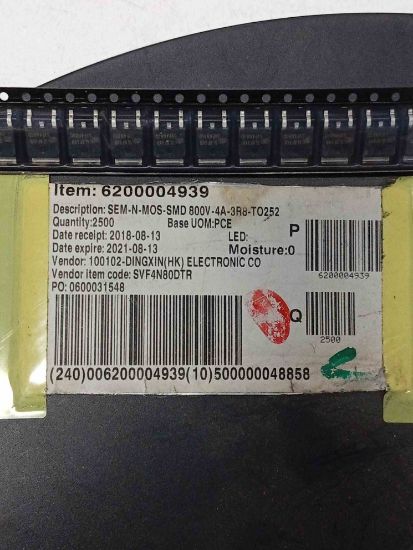 Item: 6200004939
Description: SEM-N-MOS-SMD 800V-4A-3R8-TO252
Quantity:2500 Base UOM:PCE
Date receipt: 2018-08-13 LED: P
Date expire: 2021-08-13 Moisture:0
Vendor: 100102-DINGXIN(HK) ELECTRONIC CO
6200004939
Vendor item code: SVF4N80DTR
PO: 0600031548
Q
2500
(240)006200004939(10)500000048858